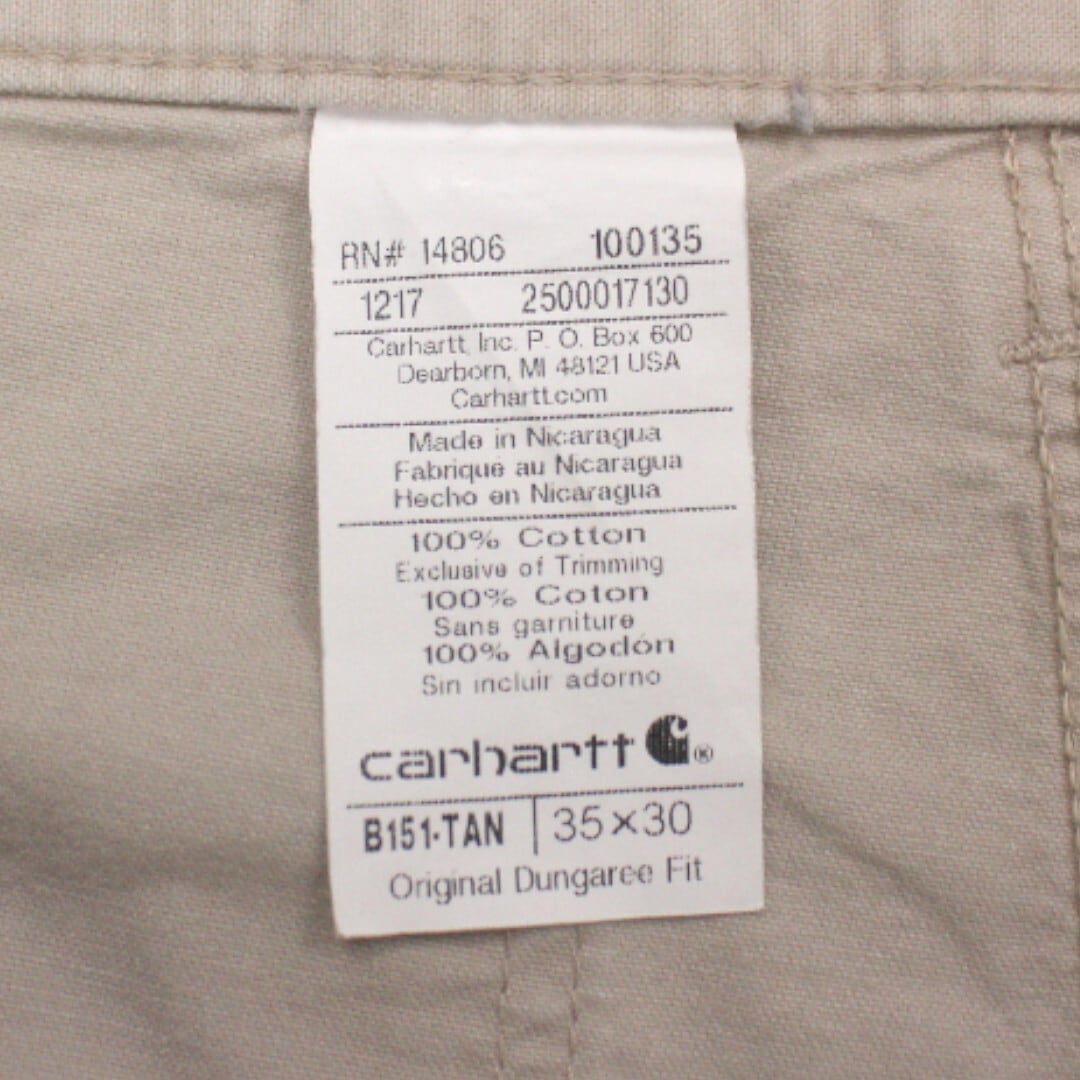 RN# 14806 100135
1217 2500017130
Carhartt, Inc. P. O. Box 600
Dearborn, MI 48121 USA
Carhartt.com
Made in Nicaragua
Fabriqué au Nicaragua
Hecho en Nicaragua
100% Cotton
Exclusive of Trimming
100% Coton
Sans garniture
100% Algodón
Sin incluir adorno
carhartt ®
B151-TAN 35×30
Original Dungaree Fit